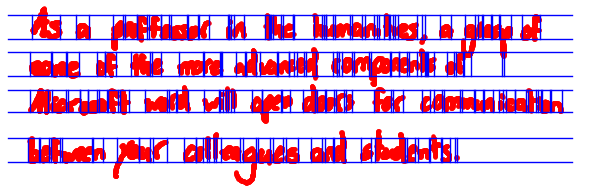 As a professor in the humanities, a grasp of
some of the more advanced components of
Microsoft word will open doors for communication
between your colleagues and students.